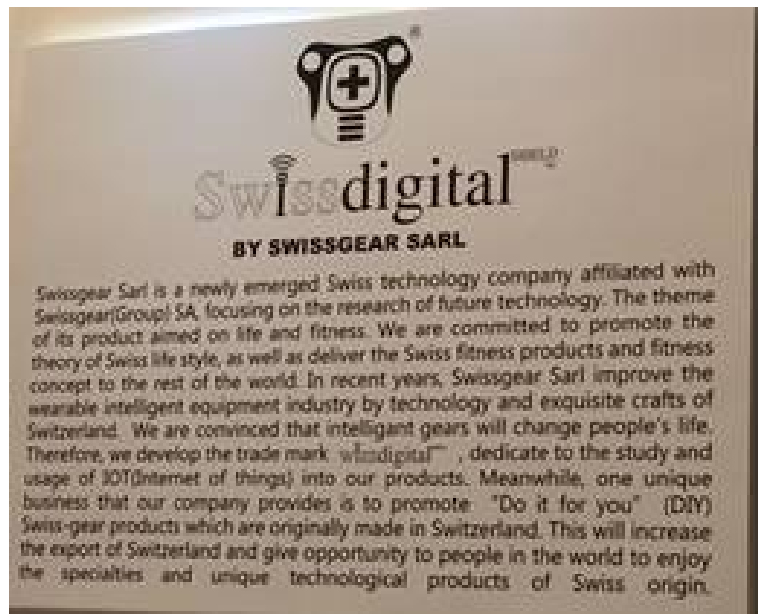 Swissdigital
BY SWISSGEAR SARL
Swissgear Sarl is a newly emerged Swiss technology company affiliated with
Swissgear(Group) SA, focusing on the research of future technology. The theme
of its product aimed on life and fitness. We are committed to promote the
theory of Swiss life style, as well as deliver the Swiss fitness products and fitness
concept to the rest of the world. In recent years, Swissgear Sarl improve the
wearable intelligent equipment industry by technology and exquisite crafts of
Switzerland. We are convinced that intelligant gears will change people's life.
Therefore, we develop the trade mark , dedicate to the study and
usage of IOT(Internet of things) into our products. Meanwhile, one unique
business that our company provides is to promote "Do it for you" (DIY)
Swiss-gear products which are originally made in Switzerland. This will increase
the export of Switzerland and give opportunity to people in the world to enjoy
the specialties and unique technological products of Swiss origin.